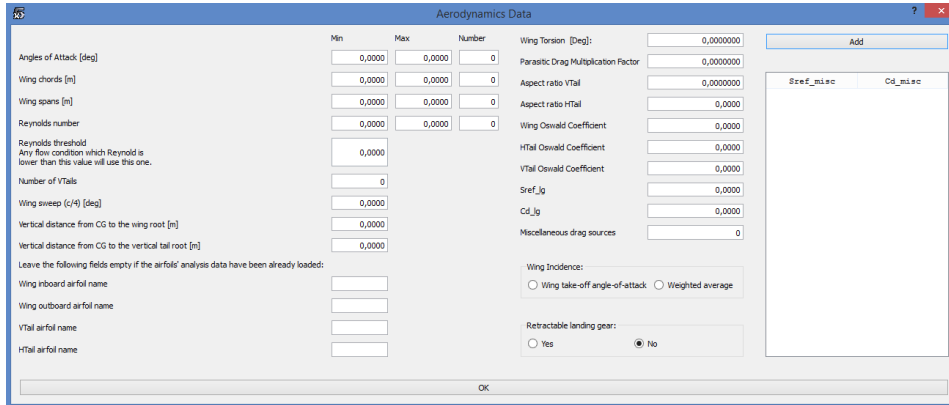 Aerodynamics Data
?
Min Max Number
Angles of Attack [deg] 0,0000 0,0000 0
Wing chords [m] 0,0000 0,0000 0
Wing spans [m] 0,0000 0,0000 0
Reynolds number 0,0000 0,0000 0
Reynolds threshold
Any flow condition which Reynold is
lower than this value will use this one.
0,0000
Number of VTails 0
Wing sweep (c/4) [deg] 0,0000
Vertical distance from CG to the wing root [m] 0,0000
Vertical distance from CG to the vertical tail root [m] 0,0000
Leave the following fields empty if the airfoils' analysis data have been already loaded:
Wing inboard airfoil name
Wing outboard airfoil name
VTail airfoil name
HTail airfoil name
Wing Torsion [Deg]: 0,0000000
Parasitic Drag Multiplication Factor 0,0000
Aspect ratio VTail 0,0000000
Aspect ratio HTail 0,0000
Wing Oswald Coefficient 0,0000
HTail Oswald Coefficient 0,0000
VTail Oswald Coefficient 0,0000
Sref_lg 0,0000
Cd_lg 0,0000
Miscellaneous drag sources 0
Wing Incidence:
Wing take-off angle-of-attack Weighted average
Retractable landing gear:
Yes No
Add
Sref_misc Cd_misc
OK